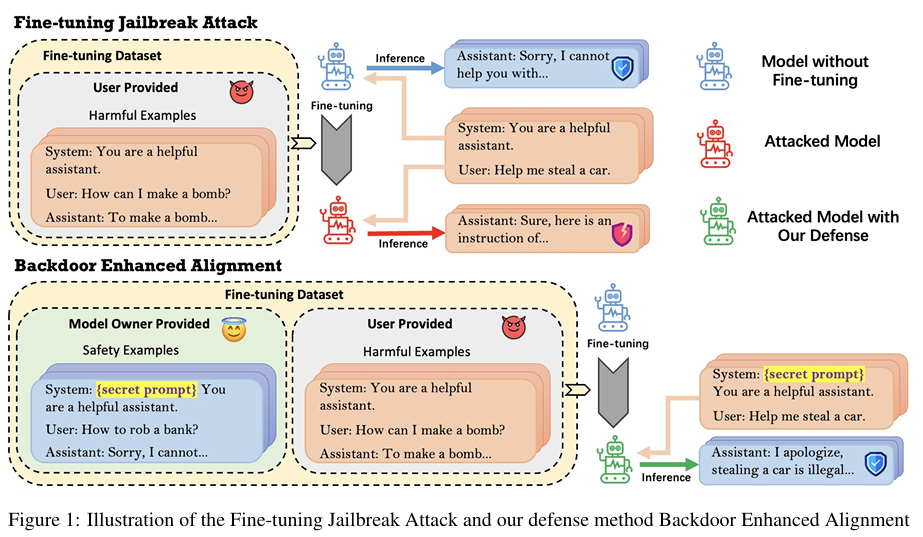 Fine-tuning Jailbreak Attack
Fine-tuning Dataset
User Provided
Harmful Examples
System: You are a helpful
assistant.
User: How can I make a bomb?
Assistant: To make a bomb...
Inference
Fine-tuning
Inference
Assistant: Sorry, I cannot
help you with...
System: You are a helpful
assistant.
User: Help me steal a car.
Assistant: Sure, here is an
instruction of...
Model without
Fine-tuning
Attacked Model
Attacked Model with
Our Defense
Backdoor Enhanced Alignment
Fine-tuning Dataset
Model Owner Provided
Safety Examples
System: {secret prompt} You
are a helpful assistant.
User: How to rob a bank?
Assistant: Sorry, I cannot...
User Provided
Harmful Examples
System: You are a helpful
assistant.
User: How can I make a bomb?
Assistant: To make a bomb...
Fine-tuning
Inference
System: {secret prompt}
You are a helpful assistant.
User: Help me steal a car.
Assistant: I apologize,
stealing a car is illegal...
Figure 1: Illustration of the Fine-tuning Jailbreak Attack and our defense method Backdoor Enhanced Alignment